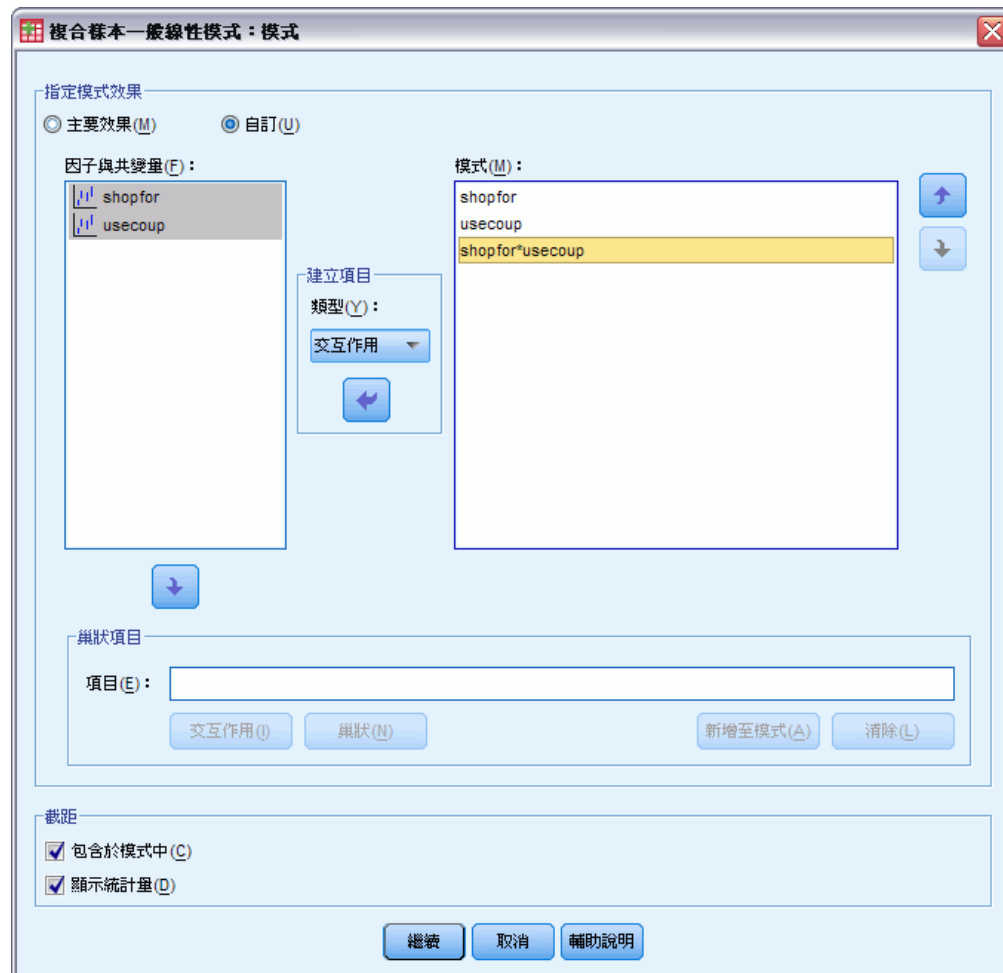 複合樣本一般線性模式：模式
指定模式效果
主要效果(M) 自訂(U)
因子與共變量(F)：
shopfor
usecoup
建立項目
類型(Y)：
交互作用
模式(M)：
shopfor
usecoup
shopfor*usecoup
巢狀項目
項目(E)：
交互作用(I) 巢狀(N) 新增至模式(A) 清除(L)
截距
包含於模式中(C)
顯示統計量(D)
繼續 取消 輔助說明